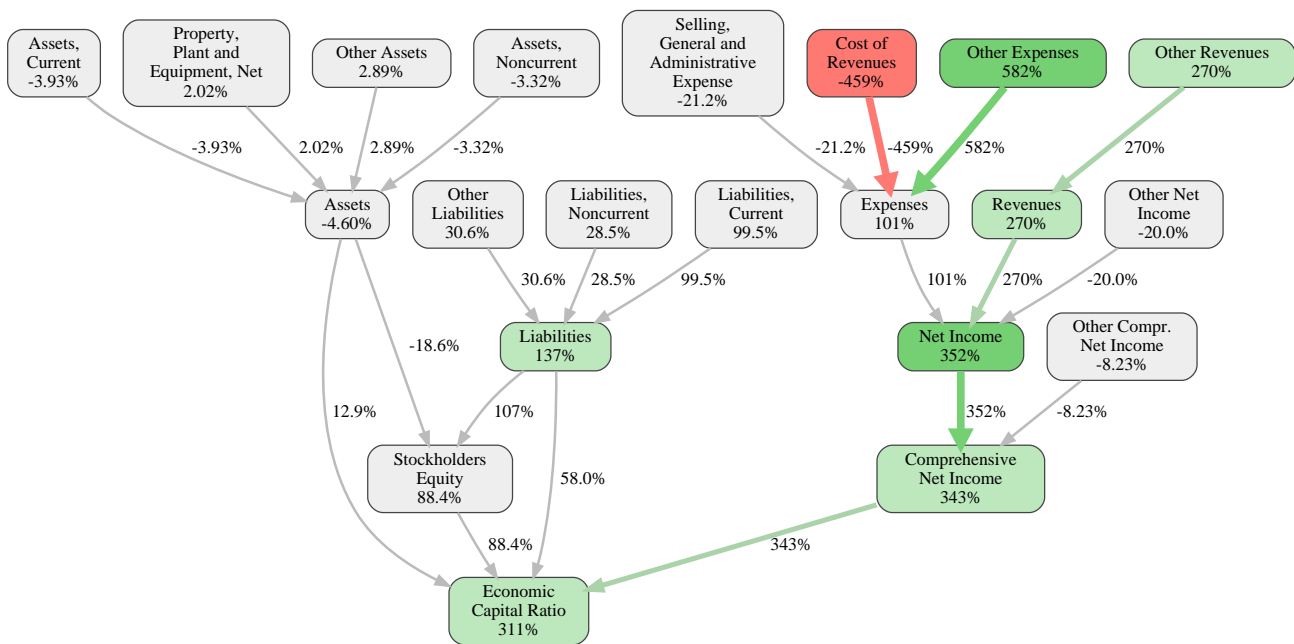 Assets,
Current
-3.93%
Property,
Plant and
Equipment, Net
2.02%
Other Assets
2.89%
Assets,
Noncurrent
-3.32%
Selling,
General and
Administrative
Expense
-21.2%
Cost of
Revenues
-459%
Other Expenses
582%
Other Revenues
270%
-3.93%
2.02%
2.89%
-3.32%
-21.2%
-459%
582%
270%
Assets
-4.60%
Other
Liabilities
30.6%
Liabilities,
Noncurrent
28.5%
Liabilities,
Current
99.5%
Expenses
101%
Revenues
270%
Other Net
Income
-20.0%
30.6%
28.5%
99.5%
101%
270%
-20.0%
-18.6%
Liabilities
137%
Net Income
352%
Other Compr.
Net Income
-8.23%
12.9%
107%
352%
-8.23%
Stockholders
Equity
88.4%
58.0%
Comprehensive
Net Income
343%
88.4%
343%
Economic
Capital Ratio
311%